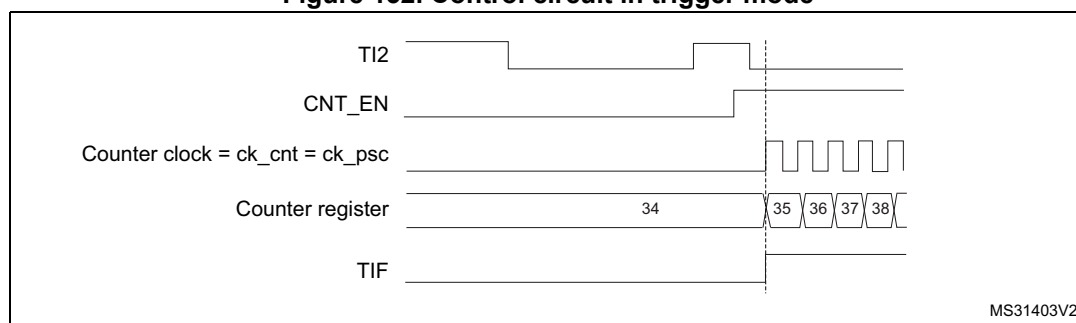 Figure 132. Control circuit in trigger mode
TI2
CNT_EN
Counter clock = ck_cnt = ck_psc
Counter register
34
35
36
37
38
TIF
MS31403V2